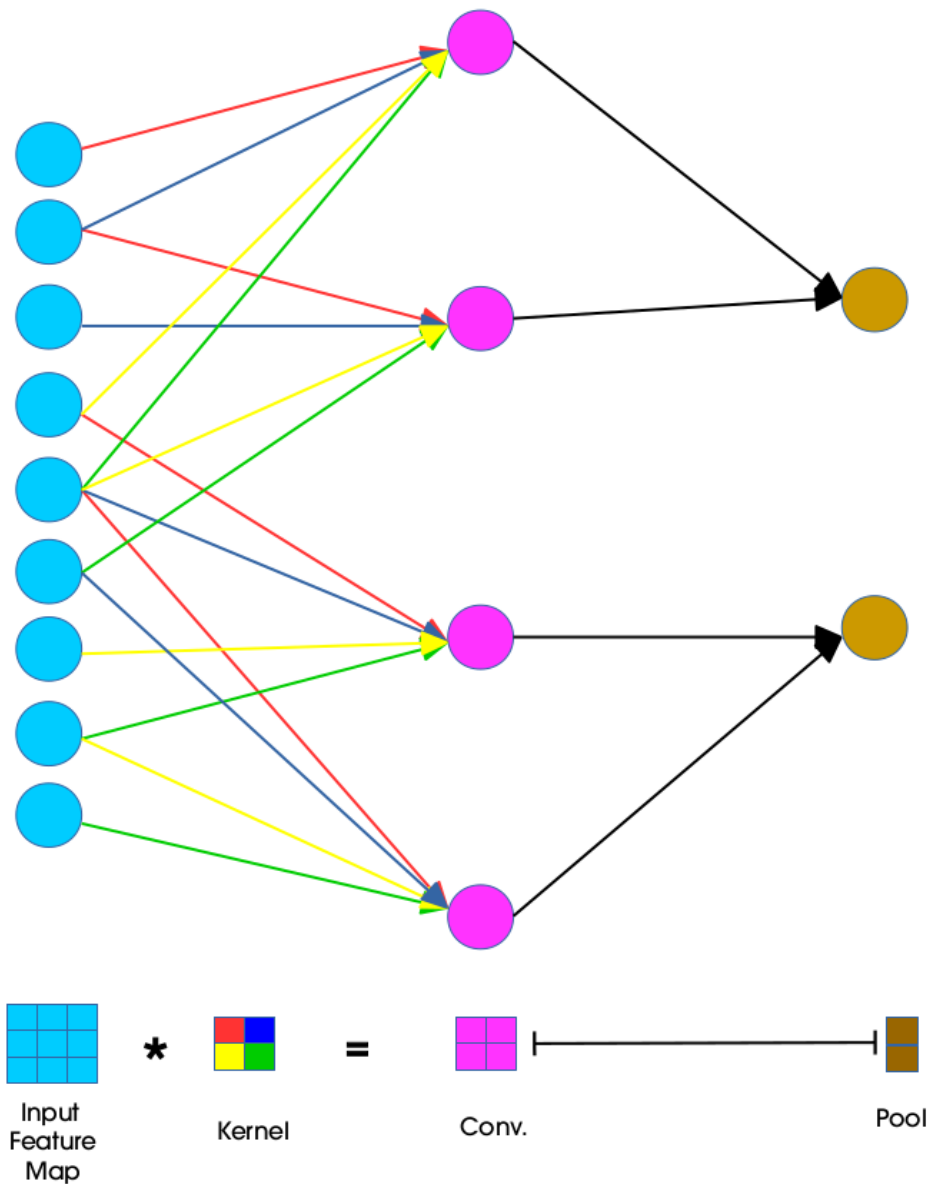 *
=
Input
Feature
Map
Kernel
Conv.
Pool